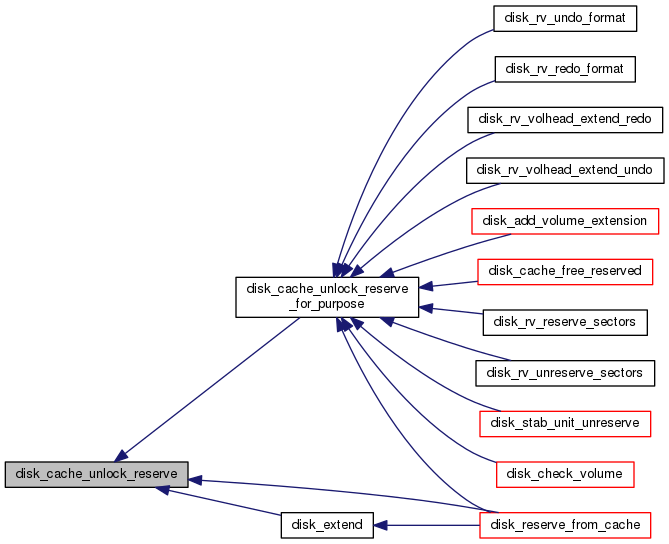 disk_rv_undo_format
disk_rv_redo_format
disk_rv_volhead_extend_redo
disk_rv_volhead_extend_undo
disk_add_volume_extension
disk_cache_free_reserved
disk_cache_unlock_reserve
_for_purpose
disk_rv_reserve_sectors
disk_rv_unreserve_sectors
disk_stab_unit_unreserve
disk_check_volume
disk_cache_unlock_reserve
disk_extend
disk_reserve_from_cache